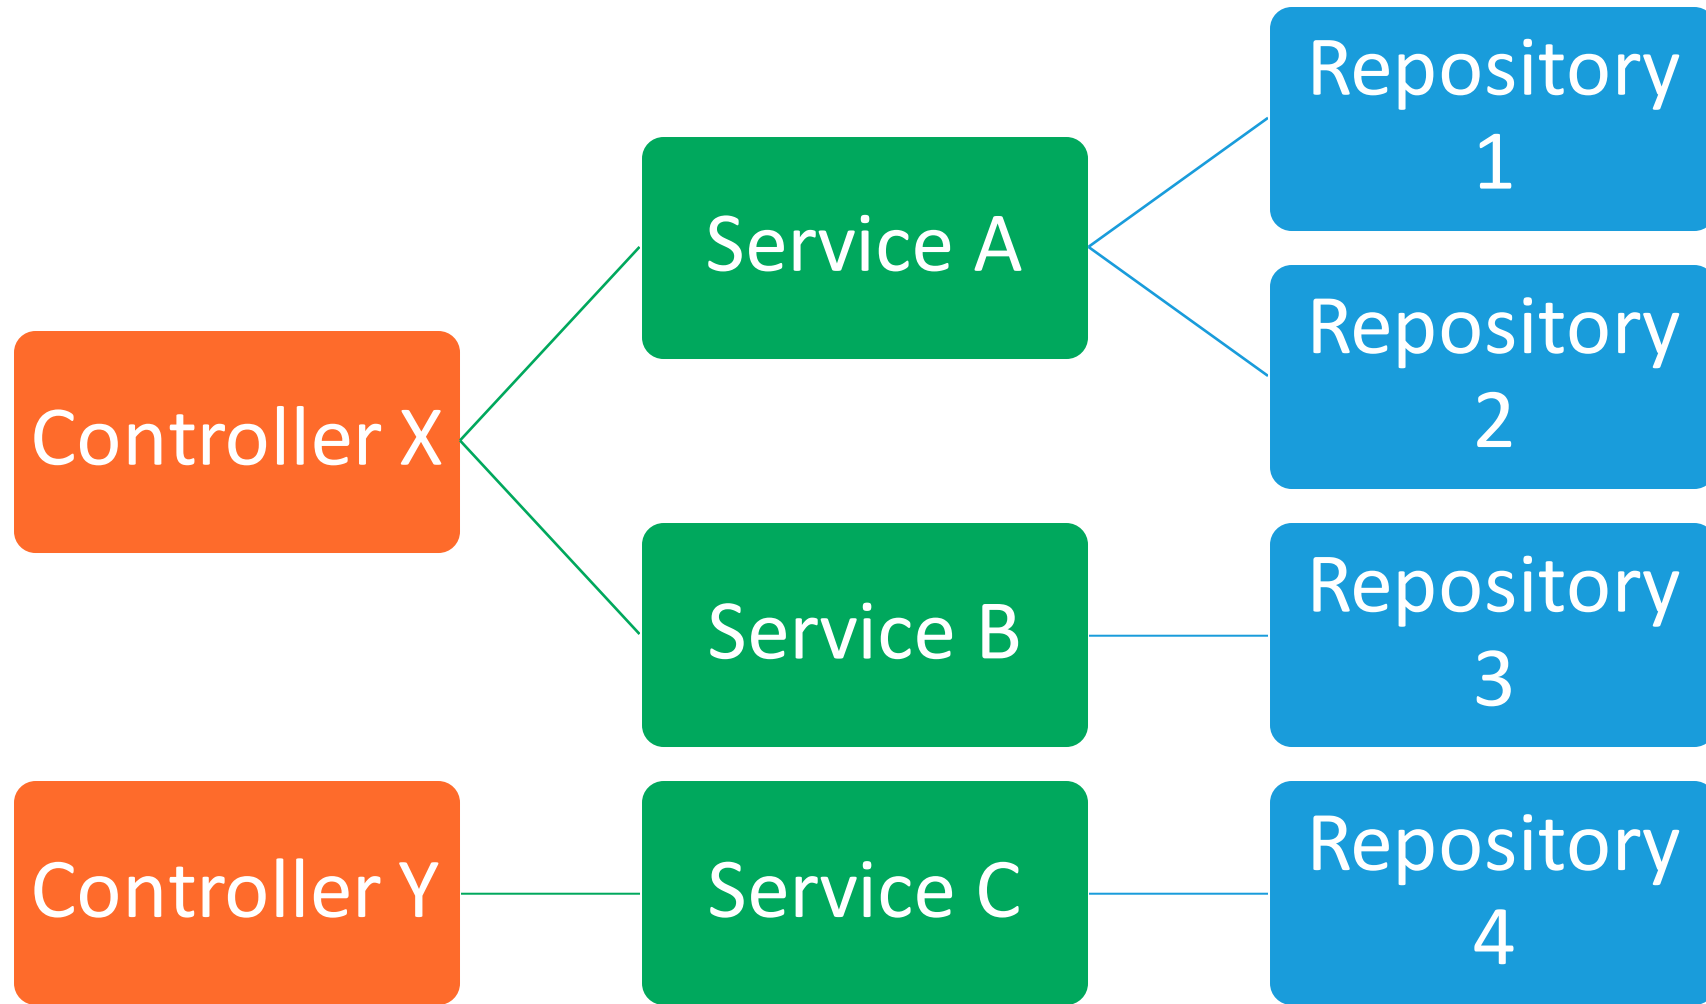 Controller X
Service A
Repository
1
Repository
2
Service B
Repository
3
Controller Y
Service C
Repository
4